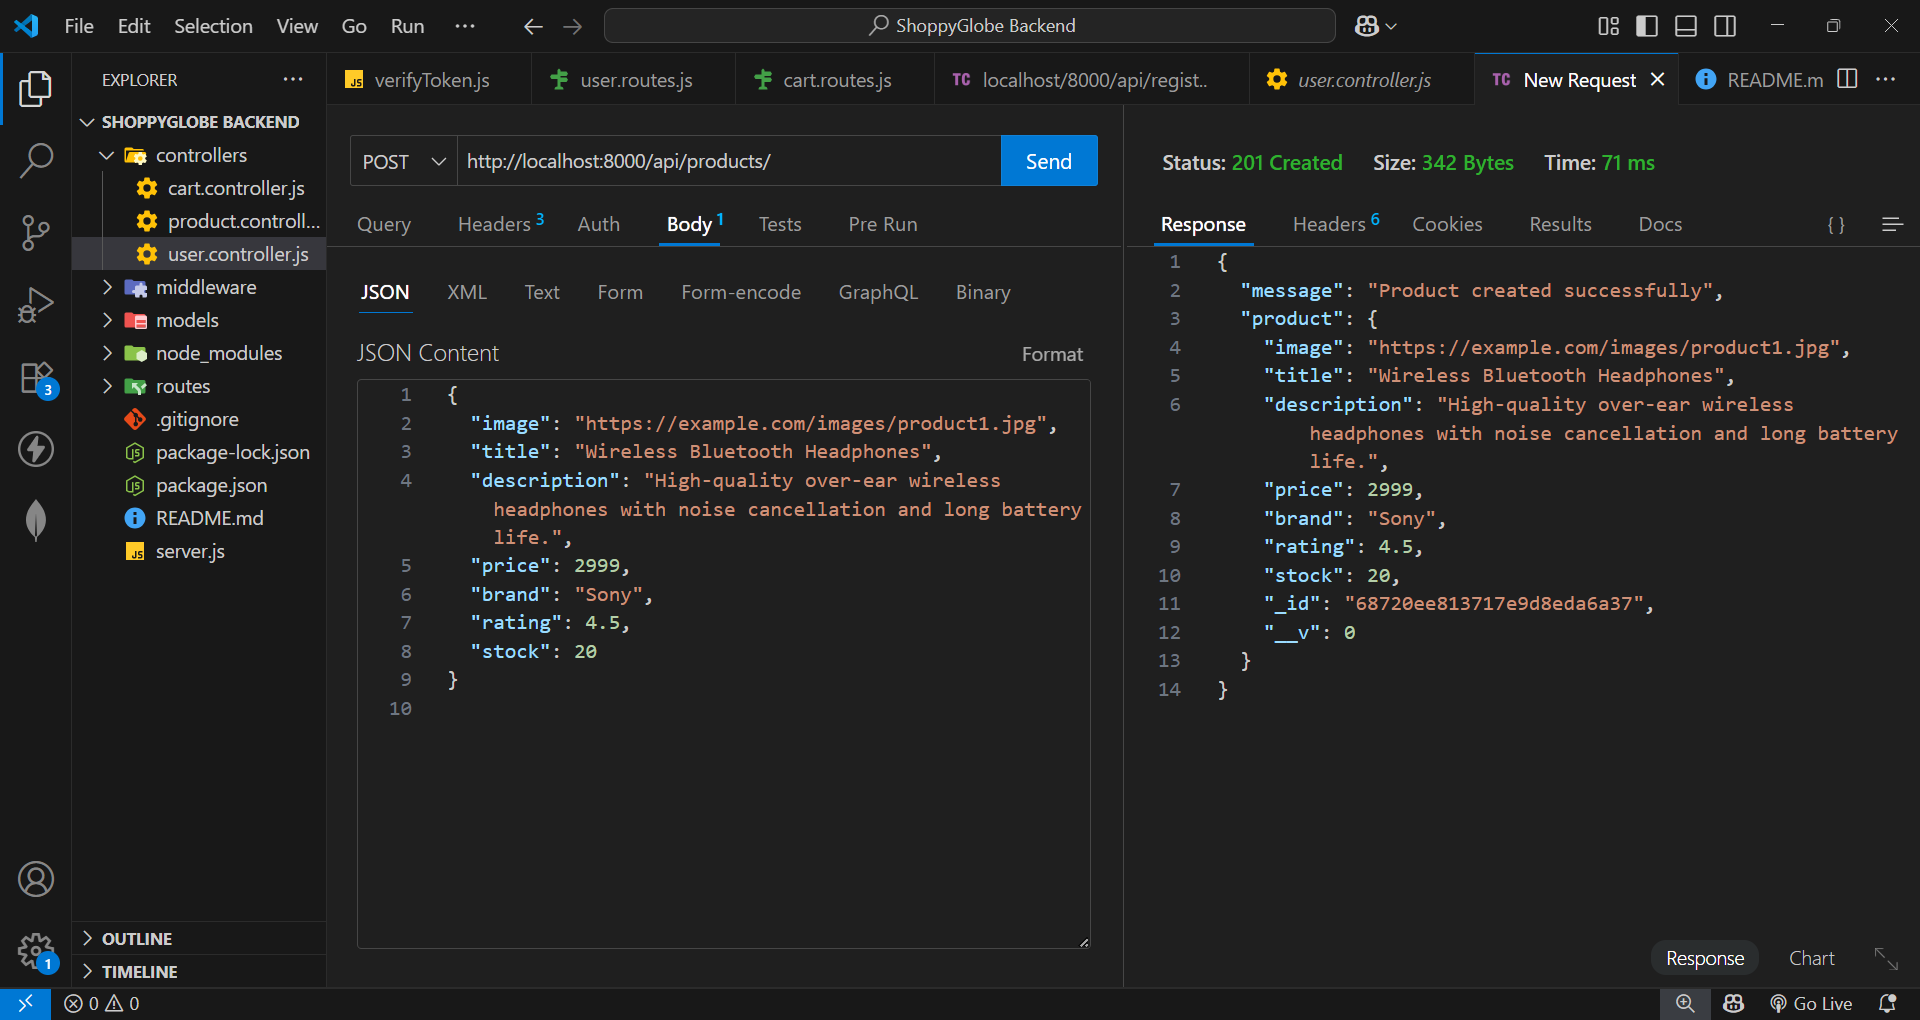 File Edit Selection View Go Run ··· ShoppyGlobe Backend
EXPLORER ···
SHOPPYGLOBE BACKEND
controllers
cart.controller.js
product.controll...
user.controller.js
middleware
models
node_modules
routes
.gitignore
package-lock.json
package.json
README.md
server.js
OUTLINE
TIMELINE
3
1
JS verifyToken.js user.routes.js cart.routes.js TC localhost/8000/api/regist.. user.controller.js TC New Request README.m ···
POST http://localhost:8000/api/products/ Send
Query Headers 3 Auth Body 1 Tests Pre Run
JSON XML Text Form Form-encode GraphQL Binary
JSON Content Format
1 {
2 "image": "https://example.com/images/product1.jpg",
3 "title": "Wireless Bluetooth Headphones",
4 "description": "High-quality over-ear wireless
headphones with noise cancellation and long battery
life.",
5 "price": 2999,
6 "brand": "Sony",
7 "rating": 4.5,
8 "stock": 20
9 }
10
Status: 201 Created Size: 342 Bytes Time: 71 ms
Response Headers 6 Cookies Results Docs { }
1 {
2 "message": "Product created successfully",
3 "product": {
4 "image": "https://example.com/images/product1.jpg",
5 "title": "Wireless Bluetooth Headphones",
6 "description": "High-quality over-ear wireless
headphones with noise cancellation and long battery
life.",
7 "price": 2999,
8 "brand": "Sony",
9 "rating": 4.5,
10 "stock": 20,
11 "_id": "68720ee813717e9d8eda6a37",
12 "__v": 0
13 }
14 }
Response Chart
0 0 Go Live